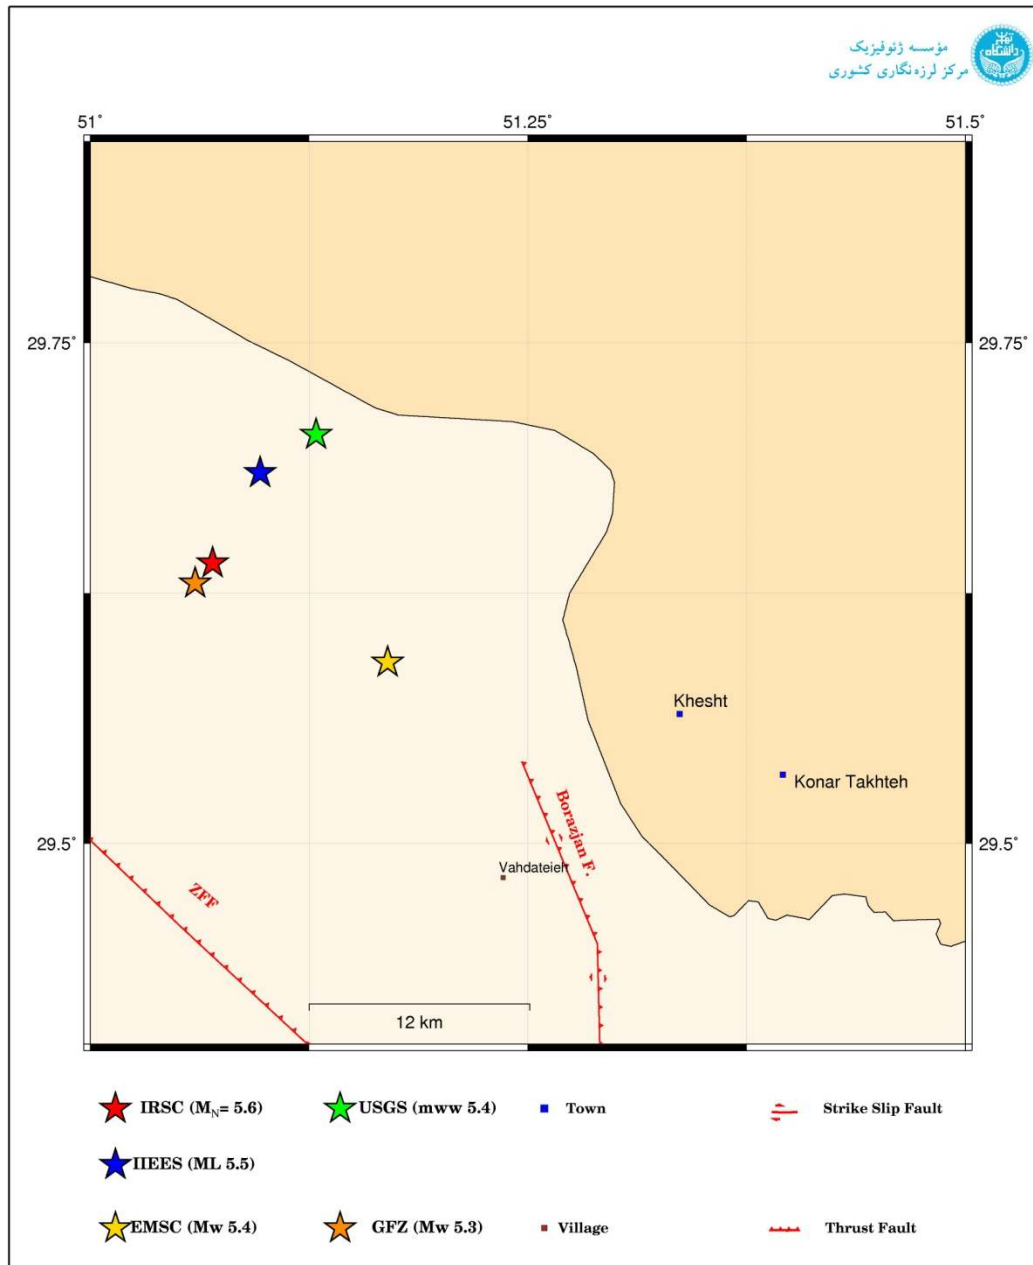 مؤسسه ژئوفیزیک
مرکز لرزه نگاری کشوری
51° 51.25° 51.5°
29.75° 29.75°
Khesht
Konar Takhteh
Borazjan F.
29.5° 29.5°
Vahdateieh
ZFF
12 km
IRSC (MN= 5.6) USGS (mww 5.4) Town Strike Slip Fault
IIEES (ML 5.5)
EMSC (Mw 5.4) GFZ (Mw 5.3) Village Thrust Fault